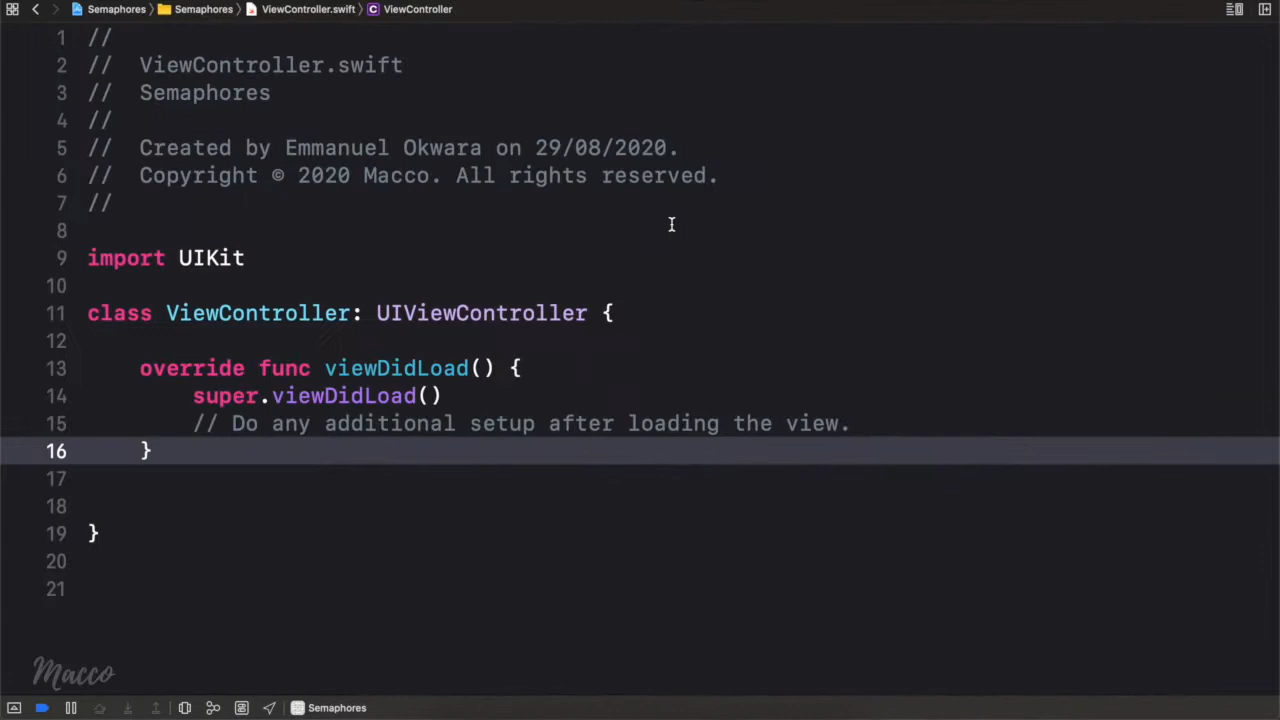 Semaphores Semaphores ViewController.swift C ViewController
1 //
2 //  ViewController.swift
3 //  Semaphores
4 //
5 //  Created by Emmanuel Okwara on 29/08/2020.
6 //  Copyright © 2020 Macco. All rights reserved.
7 //
8
9 import UIKit
10
11 class ViewController: UIViewController {
12
13     override func viewDidLoad() {
14         super.viewDidLoad()
15         // Do any additional setup after loading the view.
16     }
17
18
19 }
20
21
Macco
Semaphores